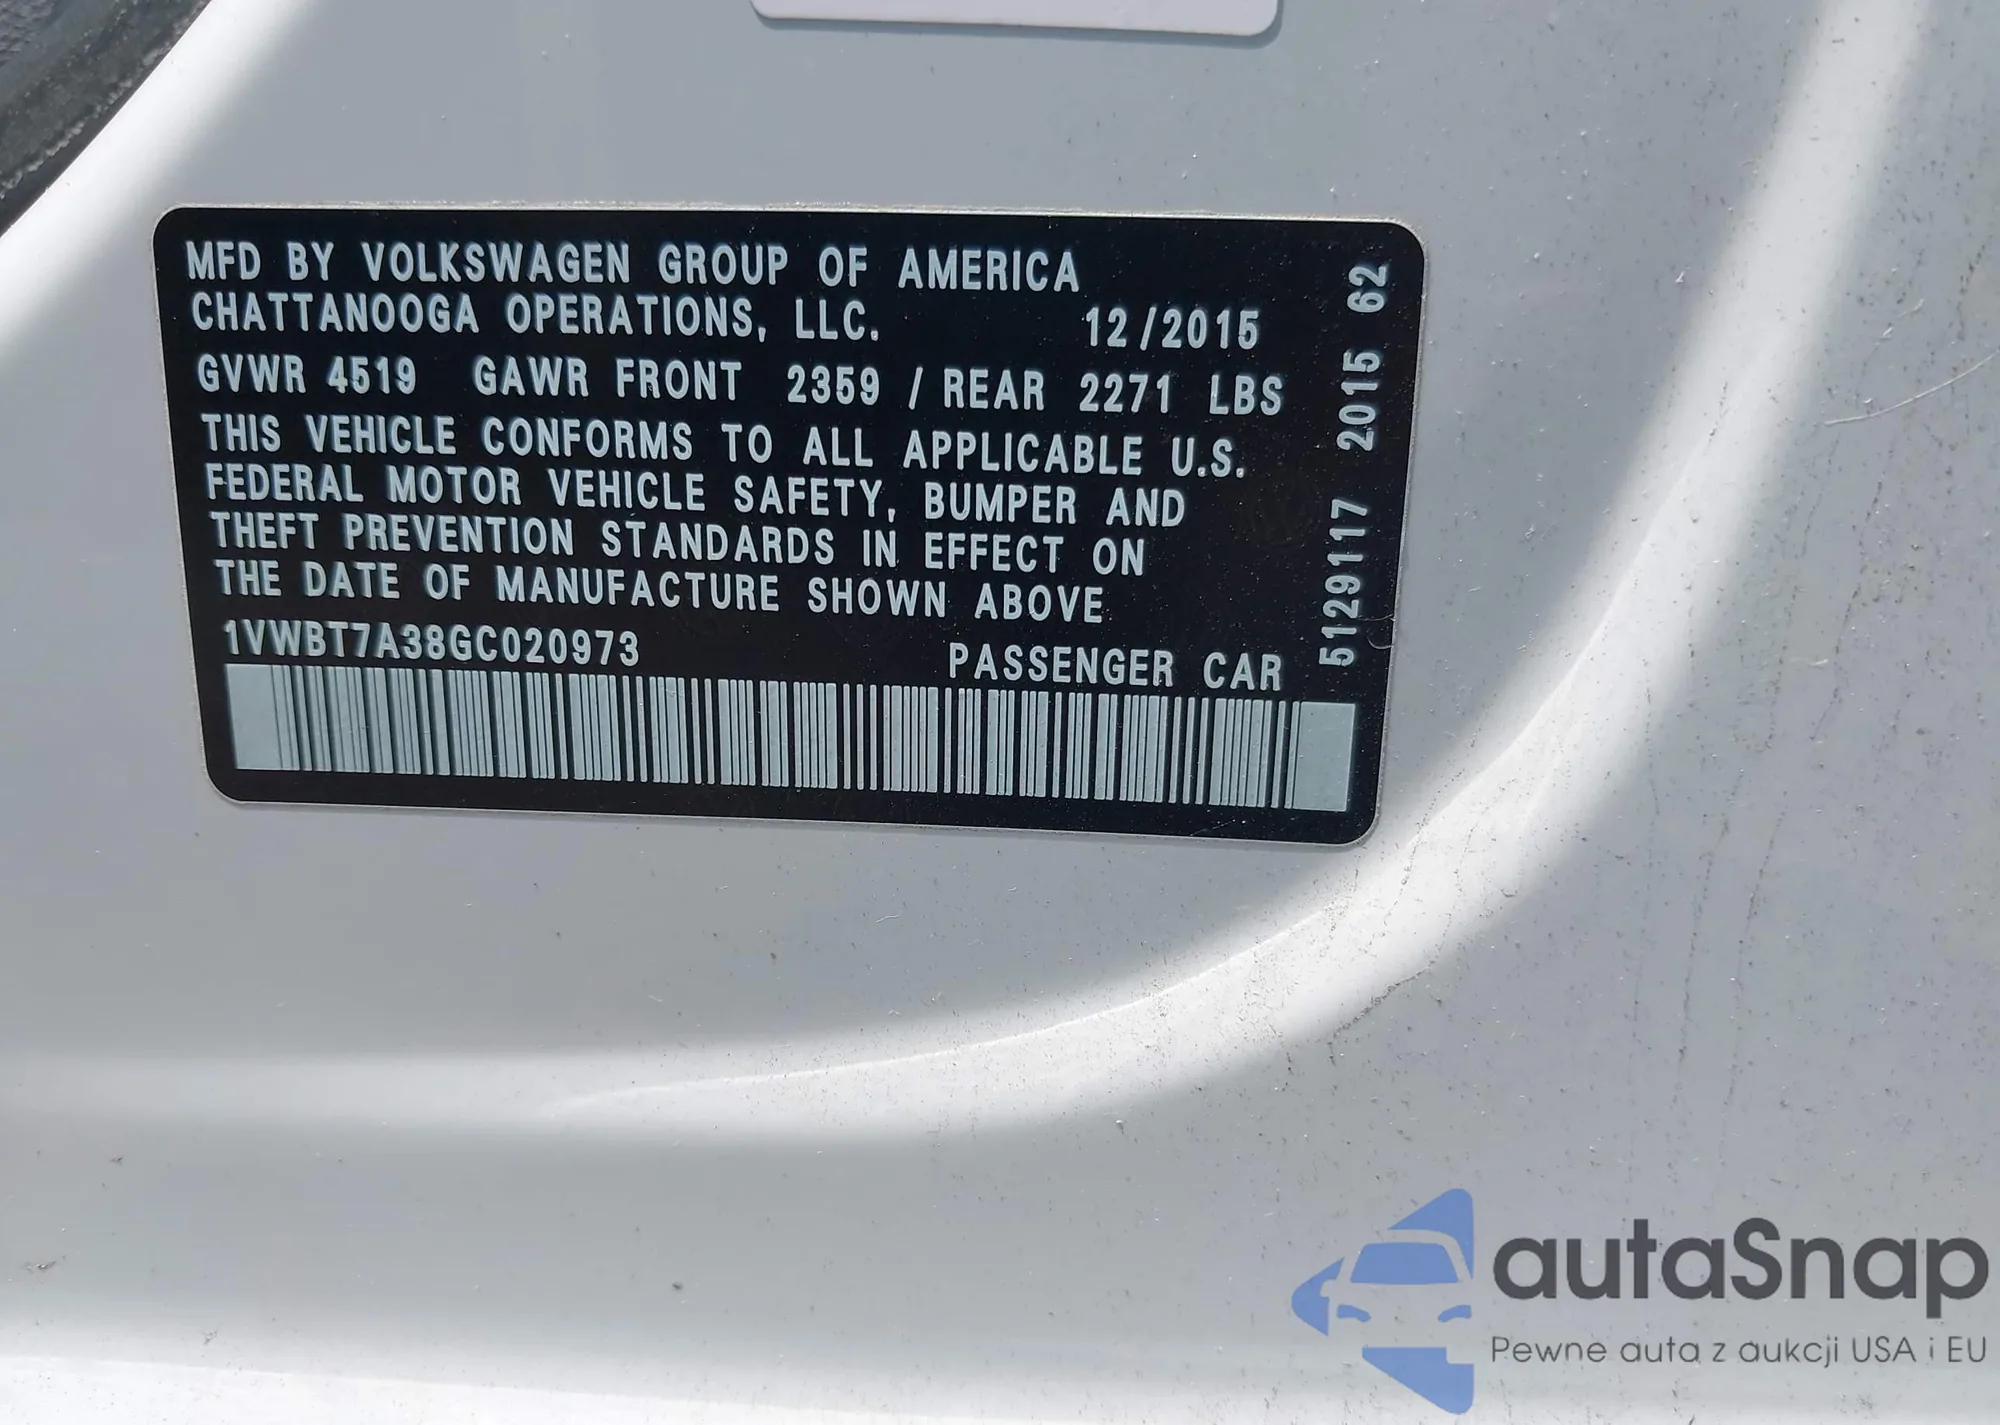 MFD BY VOLKSWAGEN GROUP OF AMERICA
CHATTANOOGA OPERATIONS, LLC. 12/2015
GVWR 4519 GAWR FRONT 2359 / REAR 2271 LBS
THIS VEHICLE CONFORMS TO ALL APPLICABLE U.S.
FEDERAL MOTOR VEHICLE SAFETY, BUMPER AND
THEFT PREVENTION STANDARDS IN EFFECT ON
THE DATE OF MANUFACTURE SHOWN ABOVE
1VWBT7A38GC020973 PASSENGER CAR
5129117 2015 62
autaSnap
Pewne auta z aukcji USA i EU